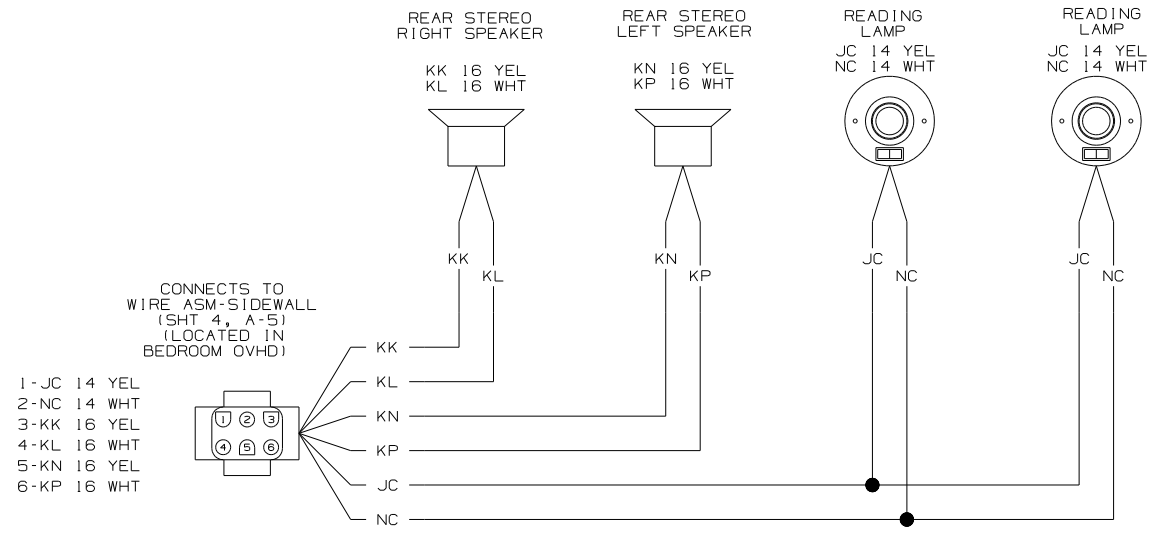 REAR STEREO
RIGHT SPEAKER
KK 16 YEL
KL 16 WHT
REAR STEREO
LEFT SPEAKER
KN 16 YEL
KP 16 WHT
READING
LAMP
JC 14 YEL
NC 14 WHT
READING
LAMP
JC 14 YEL
NC 14 WHT
KK
KL
KN
KP
JC
NC
JC
NC
CONNECTS TO
WIRE ASM-SIDEWALL
(SHT 4, A-5)
(LOCATED IN
BEDROOM OVHD)
1-JC 14 YEL
2-NC 14 WHT
3-KK 16 YEL
4-KL 16 WHT
5-KN 16 YEL
6-KP 16 WHT
1 2 3
4 5 6
KK
KL
KN
KP
JC
NC